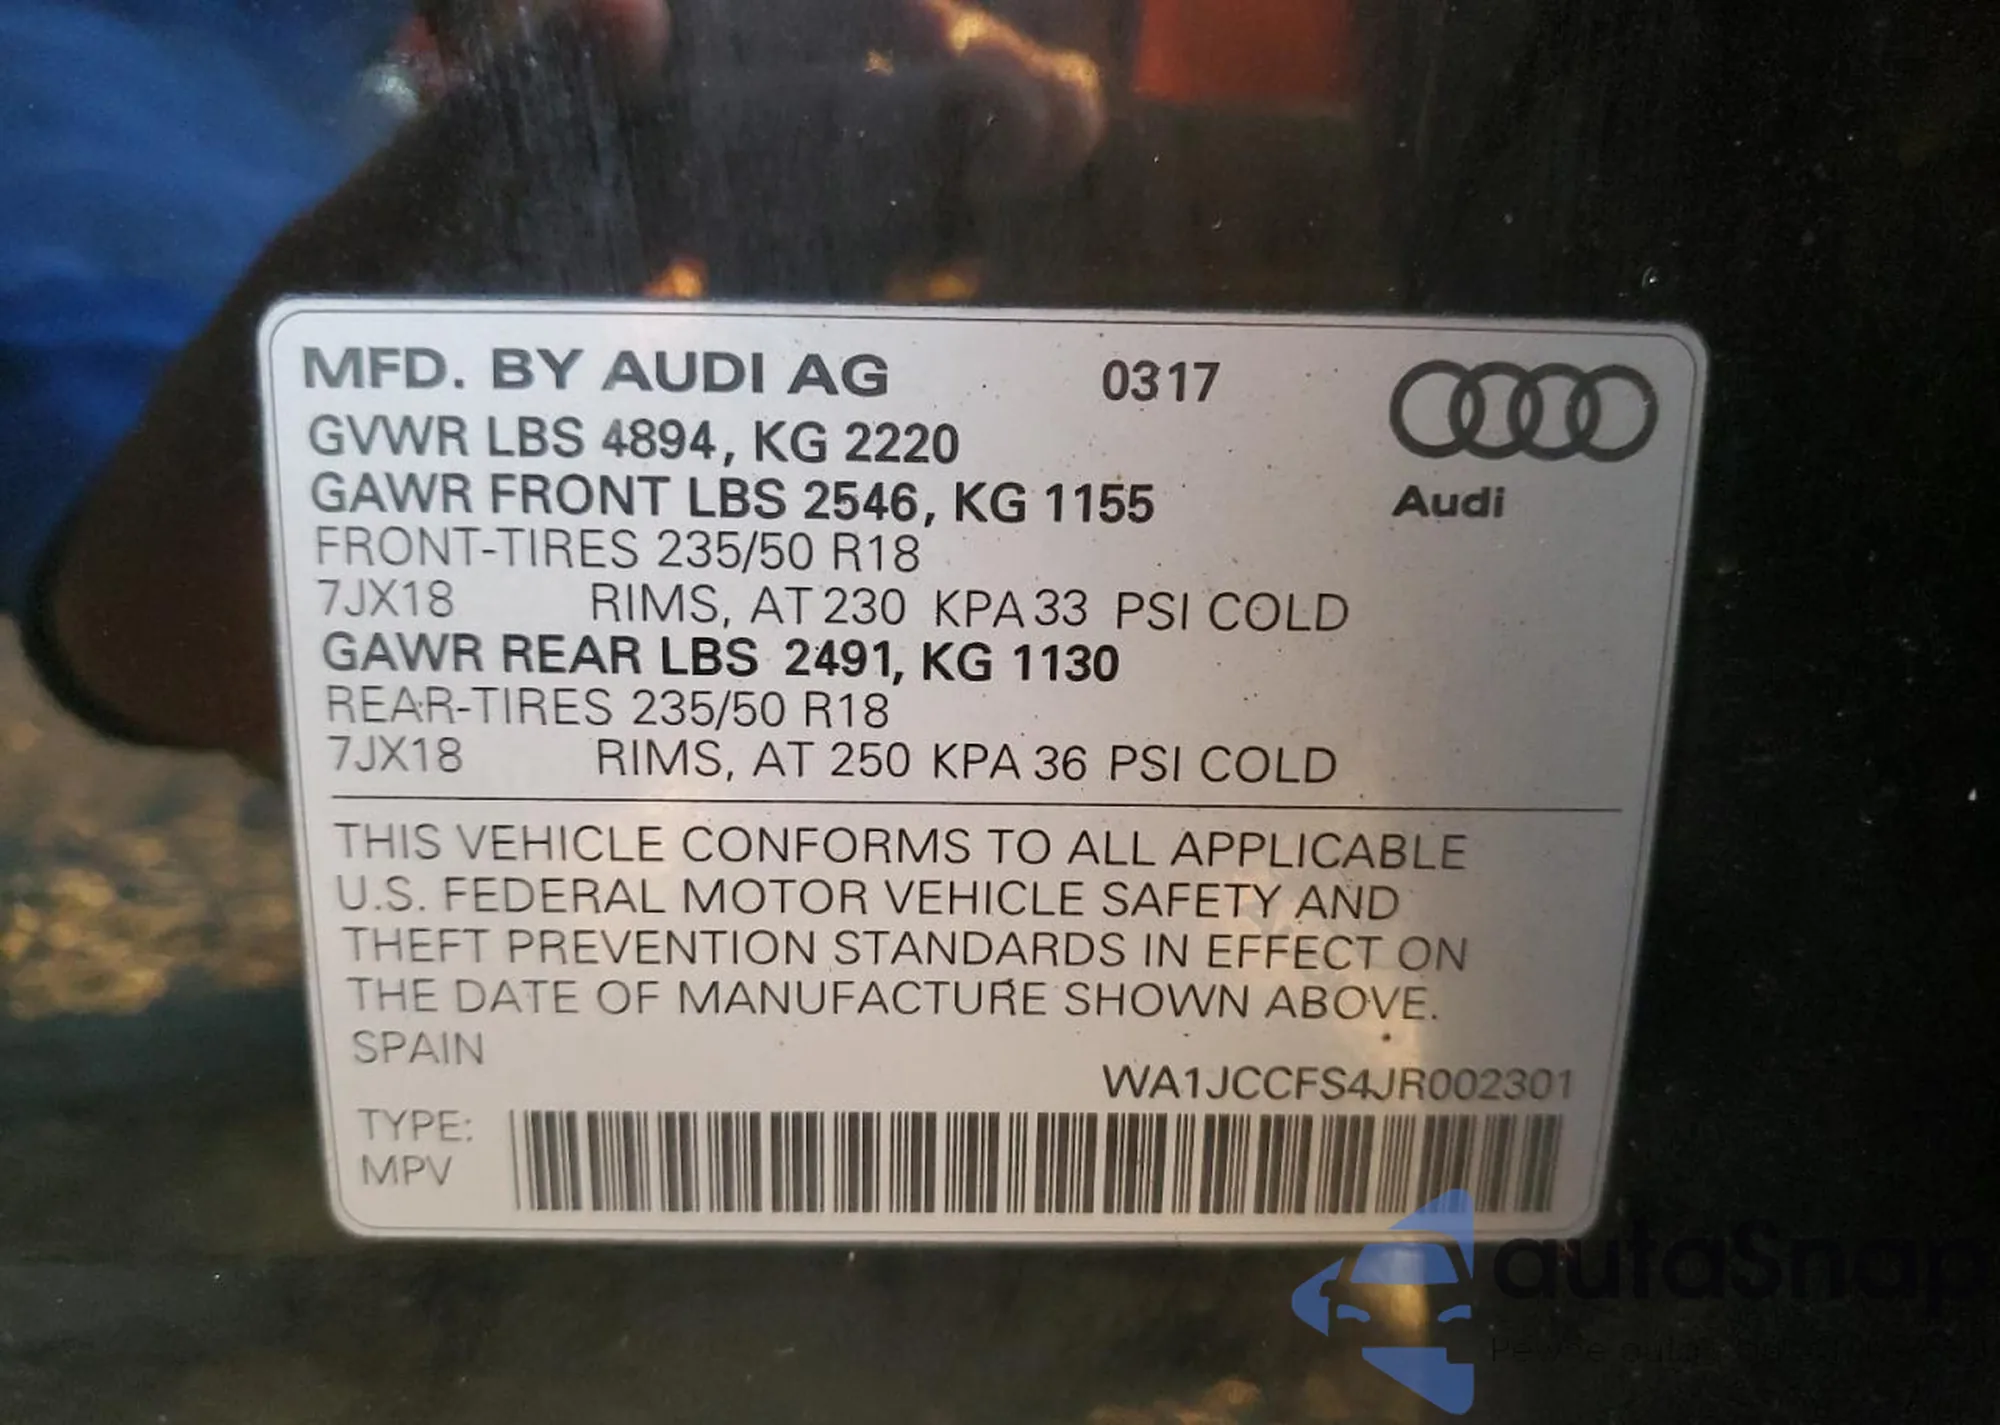 MFD. BY AUDI AG 0317
GVWR LBS 4894, KG 2220
GAWR FRONT LBS 2546, KG 1155
Audi
FRONT-TIRES 235/50 R18
7JX18 RIMS, AT 230 KPA 33 PSI COLD
GAWR REAR LBS 2491, KG 1130
REAR-TIRES 235/50 R18
7JX18 RIMS, AT 250 KPA 36 PSI COLD
THIS VEHICLE CONFORMS TO ALL APPLICABLE
U.S. FEDERAL MOTOR VEHICLE SAFETY AND
THEFT PREVENTION STANDARDS IN EFFECT ON
THE DATE OF MANUFACTURE SHOWN ABOVE.
SPAIN
WA1JCCFS4JR002301
TYPE:
MPV
autaSnap